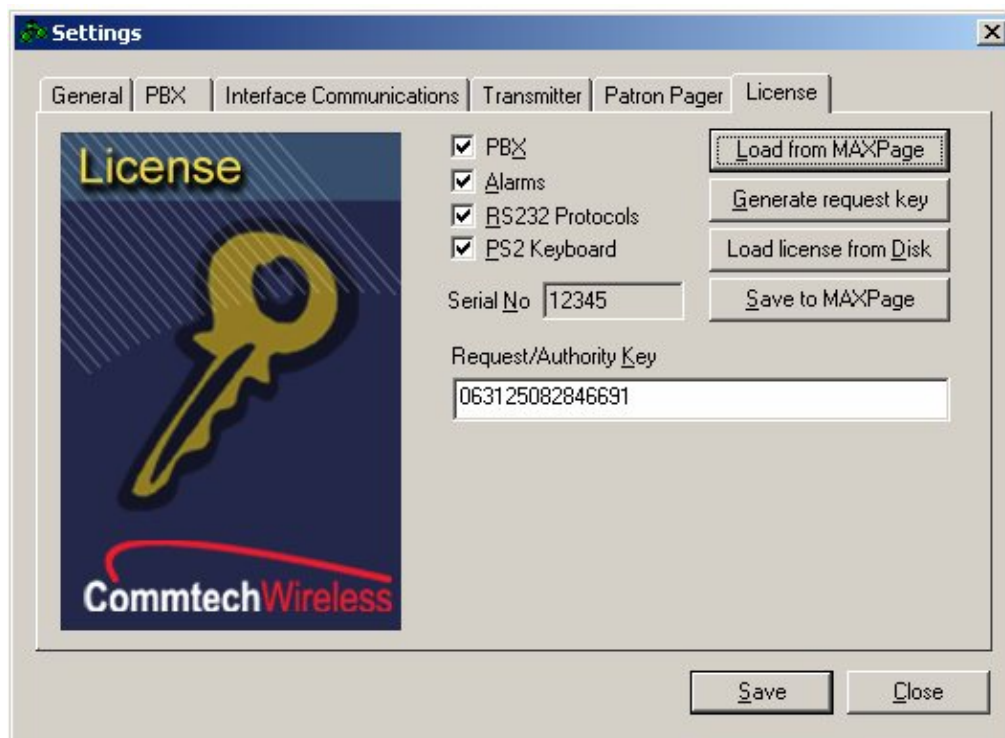 Settings
General PBX Interface Communications Transmitter Patron Pager License
License
PBX
Alarms
RS232 Protocols
PS2 Keyboard
Serial No 12345
Load from MAXPage
Generate request key
Load license from Disk
Save to MAXPage
Request/Authority Key
063125082846691
CommtechWireless
Save Close